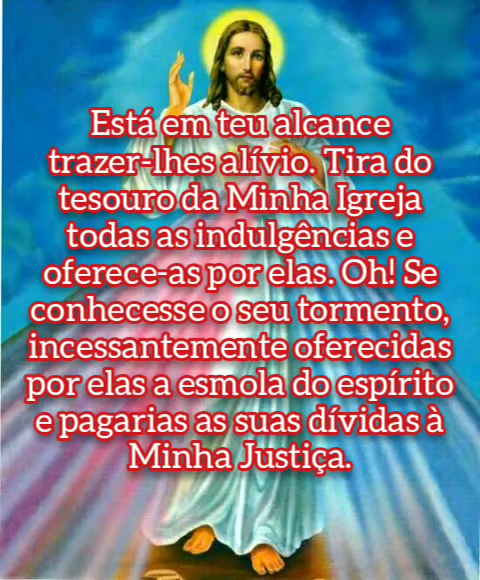 Está em teu alcance
trazer-lhes alívio. Tira do
tesouro da Minha Igreja
todas as indulgências e
oferece-as por elas. Oh! Se
conhecesse o seu tormento,
incessantemente oferecidas
por elas a esmola do espírito
e pagarias as suas dívidas à
Minha Justiça.